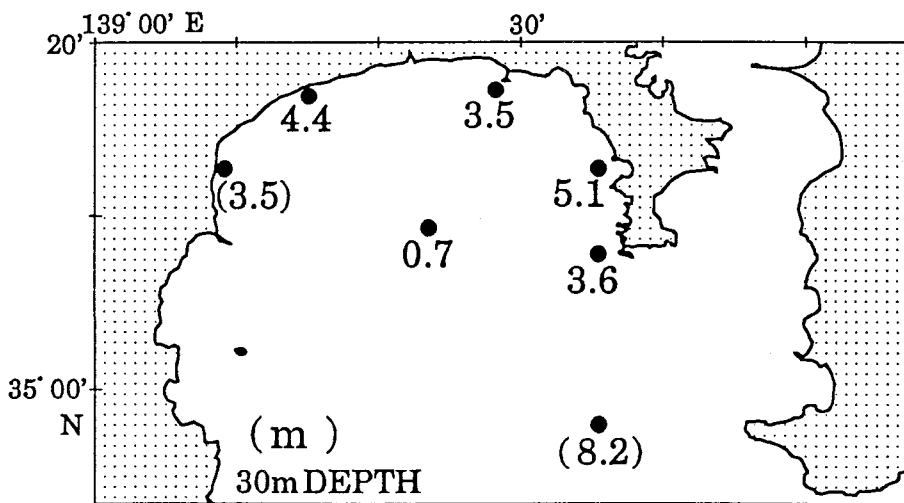 139° 00' E
30'
20'
4.4
3.5
(3.5)
5.1
0.7
3.6
35° 00'
N
(m)
(8.2)
30m DEPTH